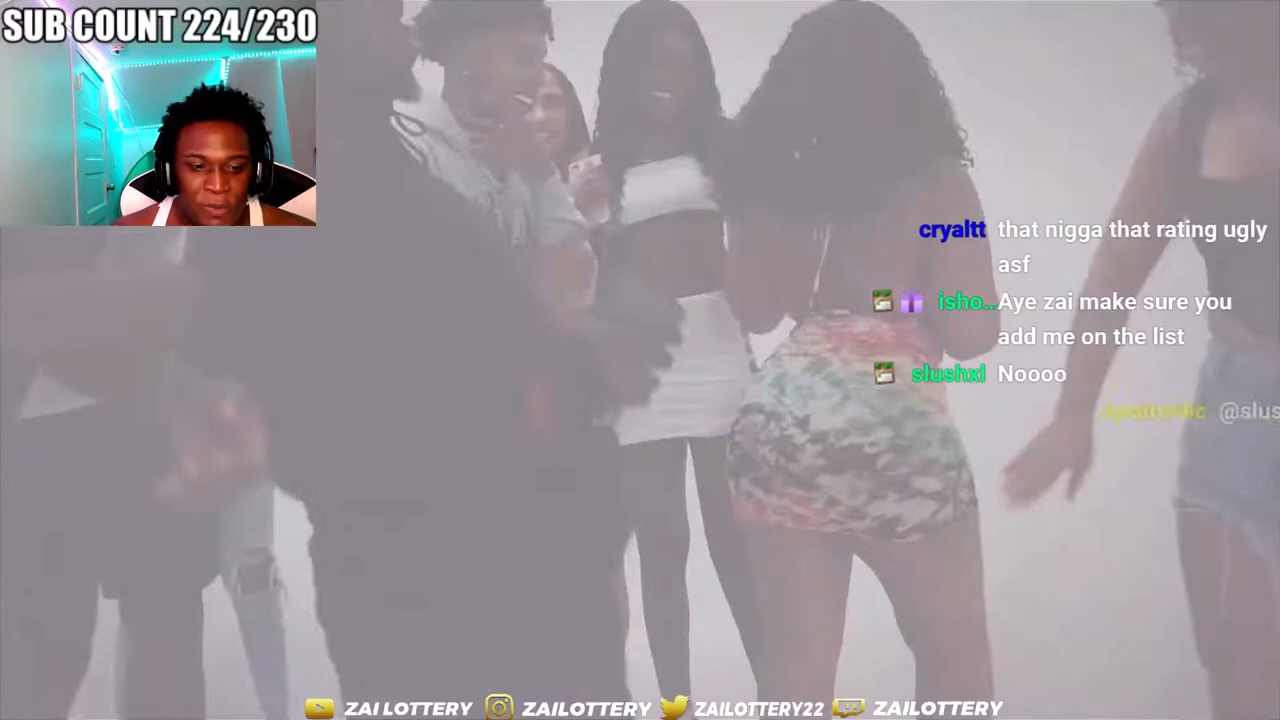 SUB COUNT 224/230
cryaltt that nigga that rating ugly
asf
isho... Aye zai make sure you
add me on the list
slushxl Noooo
@slus
ZAI LOTTERY ZAILOTTERY ZAILOTTERY22 ZAILOTTERY